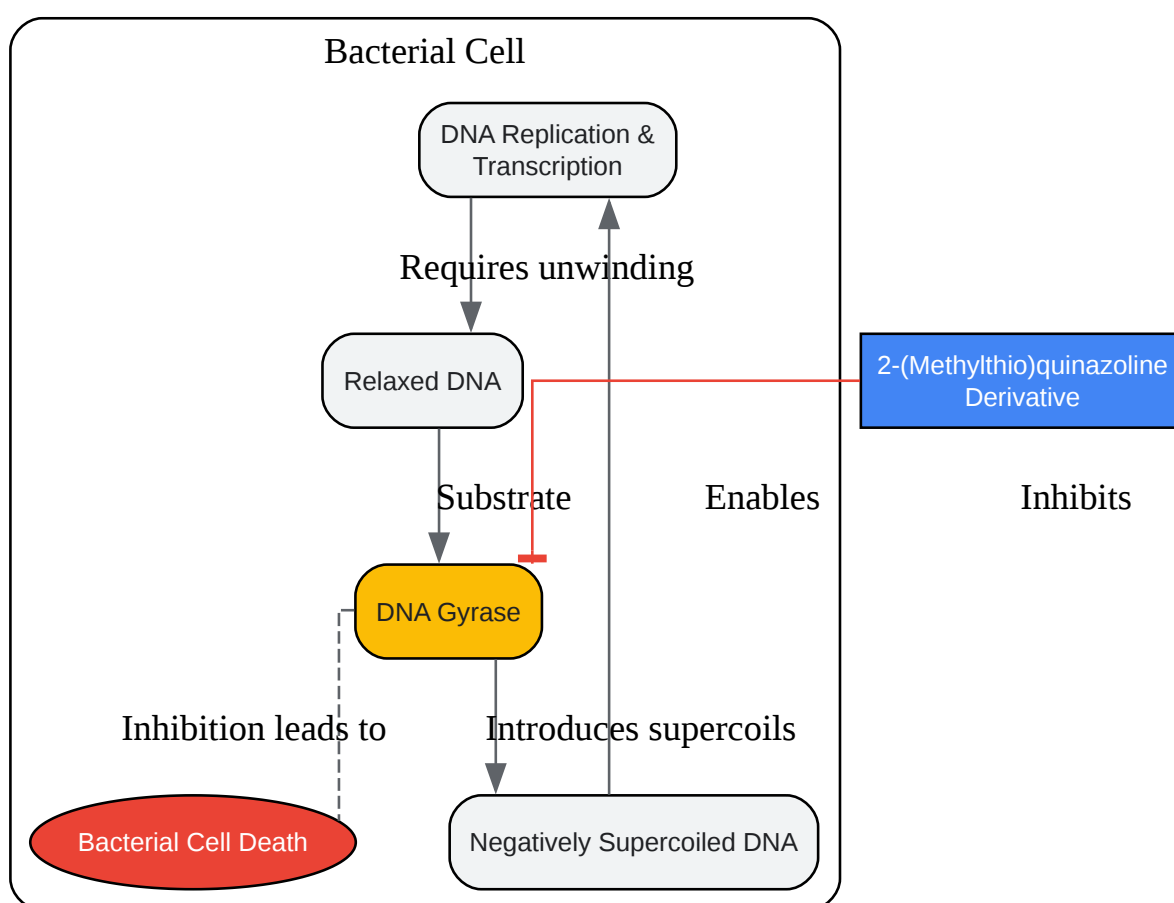 Bacterial Cell
DNA Replication &
Transcription
Requires unwinding
Relaxed DNA
2-(Methylthio)quinazoline
Derivative
Substrate
Enables
Inhibits
DNA Gyrase
Inhibition leads to
Introduces supercoils
Bacterial Cell Death
Negatively Supercoiled DNA